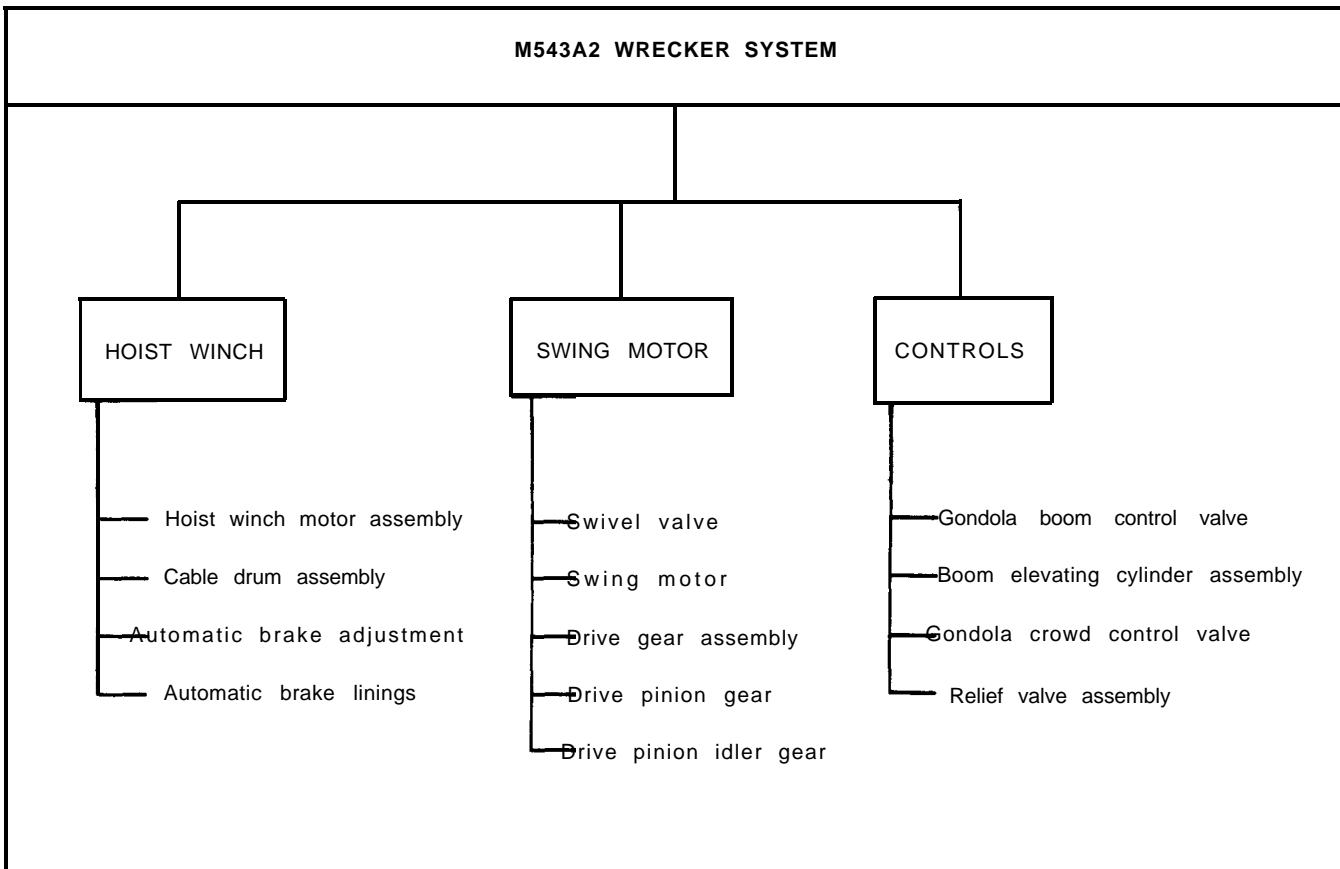 M543A2 WRECKER SYSTEM
HOIST WINCH
Hoist winch motor assembly
Cable drum assembly
Automatic brake adjustment
Automatic brake linings
SWING MOTOR
Swivel valve
Swing motor
Drive gear assembly
Drive pinion gear
Drive pinion idler gear
CONTROLS
Gondola boom control valve
Boom elevating cylinder assembly
Gondola crowd control valve
Relief valve assembly